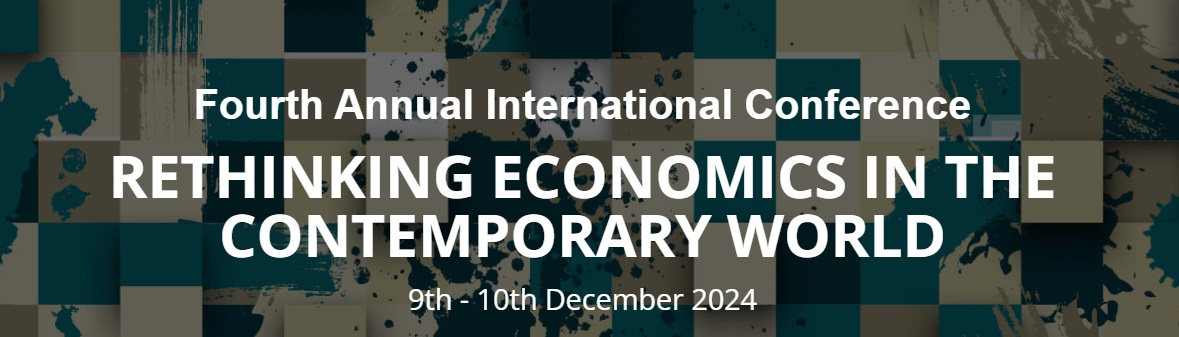 Fourth Annual International Conference
RETHINKING ECONOMICS IN THE
CONTEMPORARY WORLD
9th - 10th December 2024